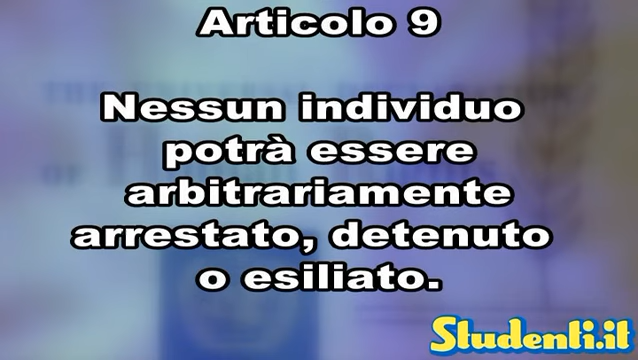 Articolo 9
Nessun individuo
potrà essere
arbitrariamente
arrestato, detenuto
o esiliato.
Studenti.it